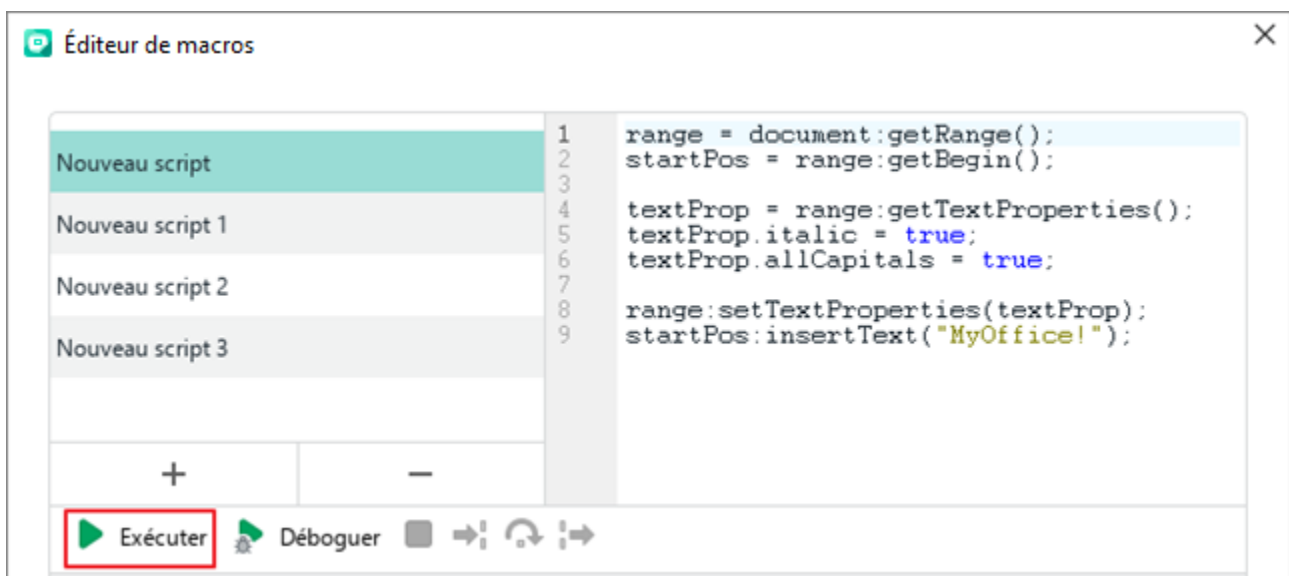 Éditeur de macros
Nouveau script
Nouveau script 1
Nouveau script 2
Nouveau script 3
1 range = document:getRange();
2 startPos = range:getBegin();
3
4 textProp = range:getTextProperties();
5 textProp.italic = true;
6 textProp.allCapitals = true;
7
8 range:setTextProperties(textProp);
9 startPos:insertText("MyOffice!");
+ −
Exécuter Déboguer